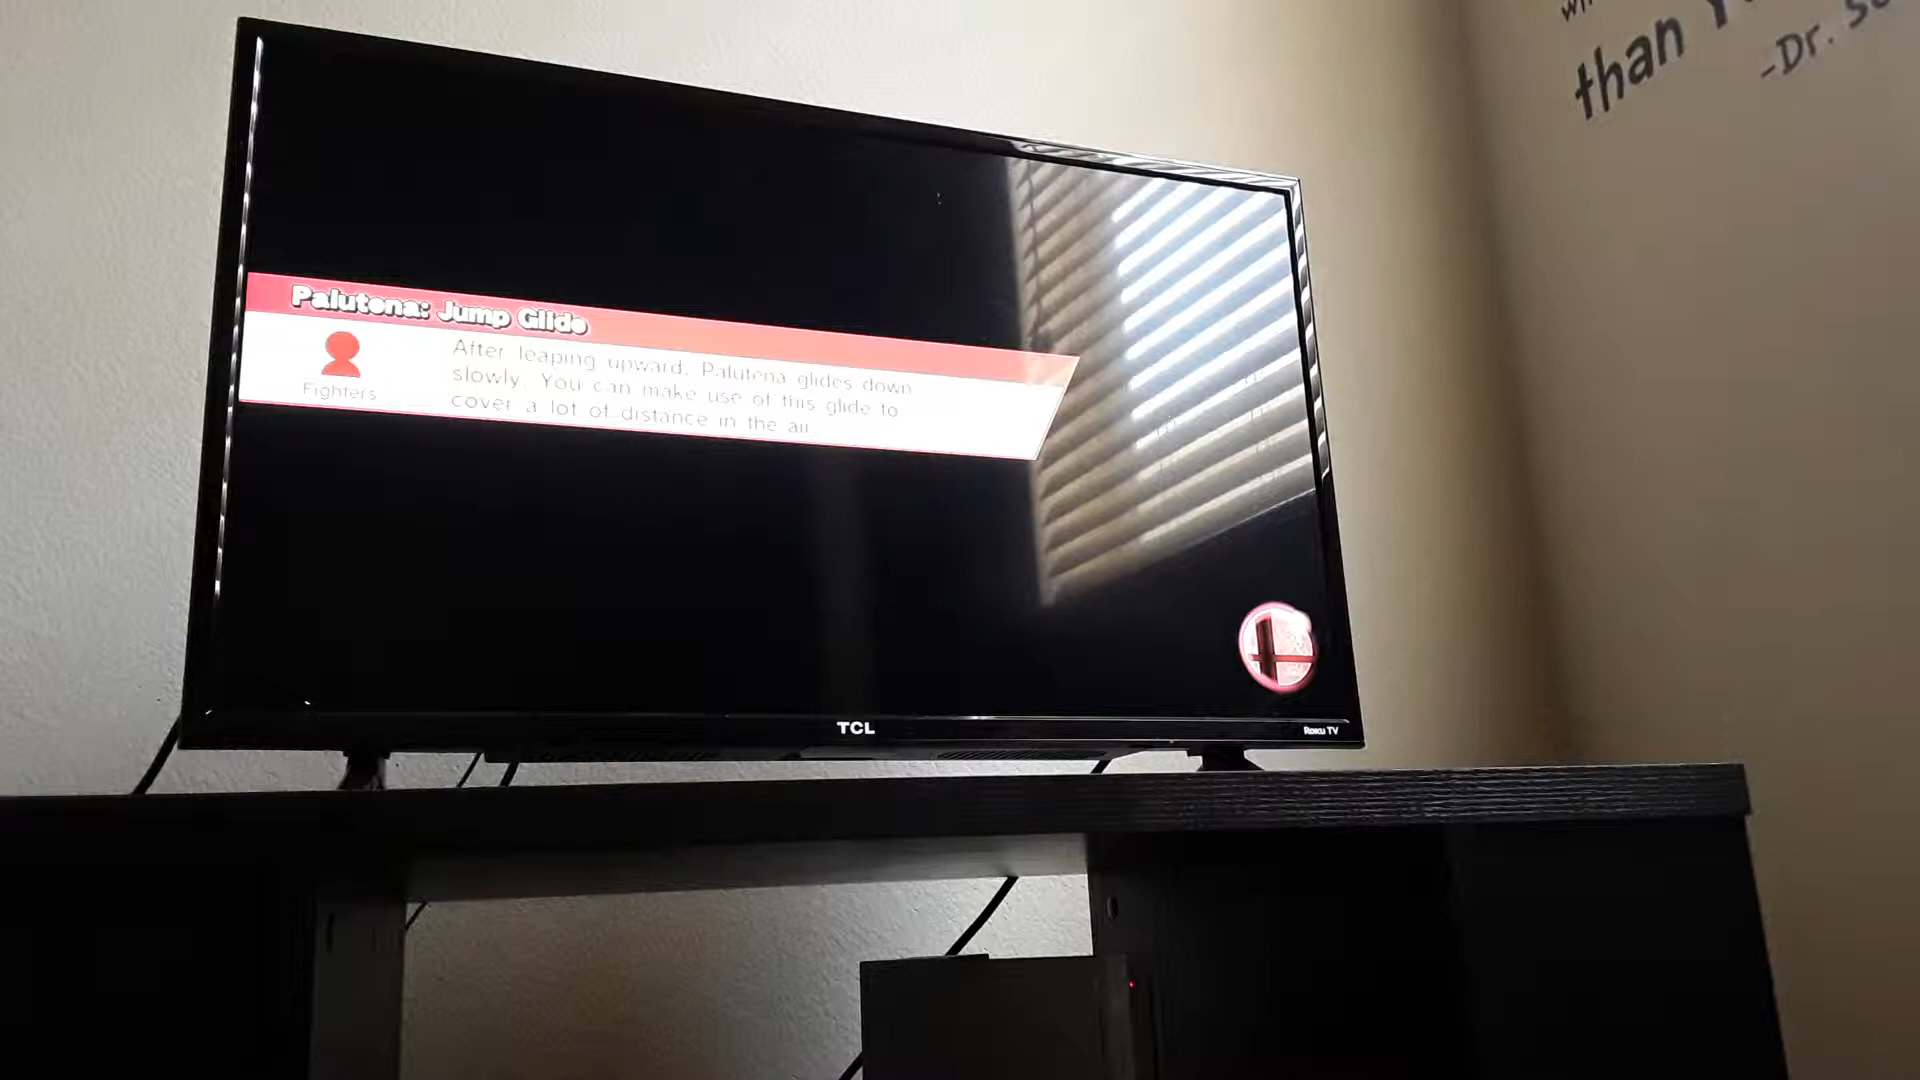 than
-Dr.
Palutena: Jump Glide
After leaping upward, Palutena glides down
slowly. You can make use of this glide to
cover a lot of distance in the air.
Fighters
TCL
Roku TV